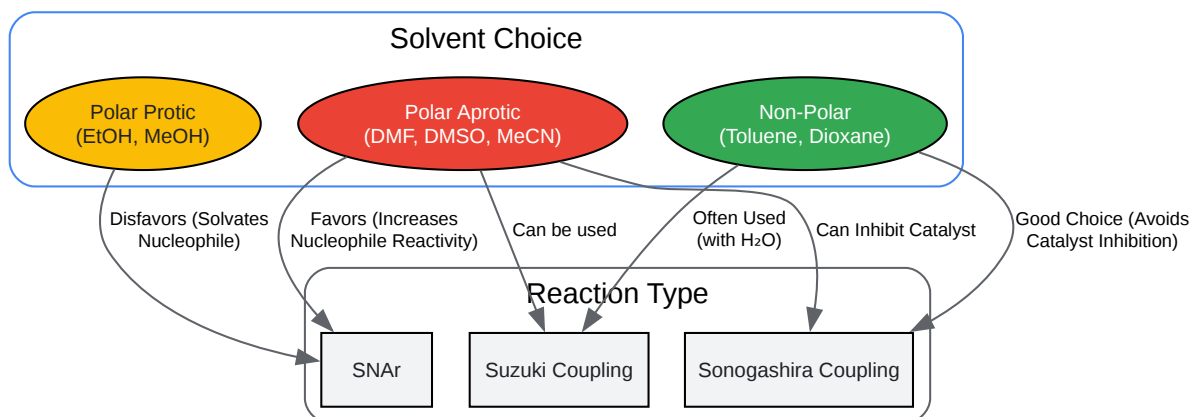 Solvent Choice
Polar Protic
(EtOH, MeOH)
Polar Aprotic
(DMF, DMSO, MeCN)
Non-Polar
(Toluene, Dioxane)
Disfavors (Solvates
Nucleophile)
Favors (Increases
Nucleophile Reactivity)
Can be used
Often Used
(with H₂O)
Can Inhibit Catalyst
Good Choice (Avoids
Catalyst Inhibition)
Reaction Type
SNAr
Suzuki Coupling
Sonogashira Coupling